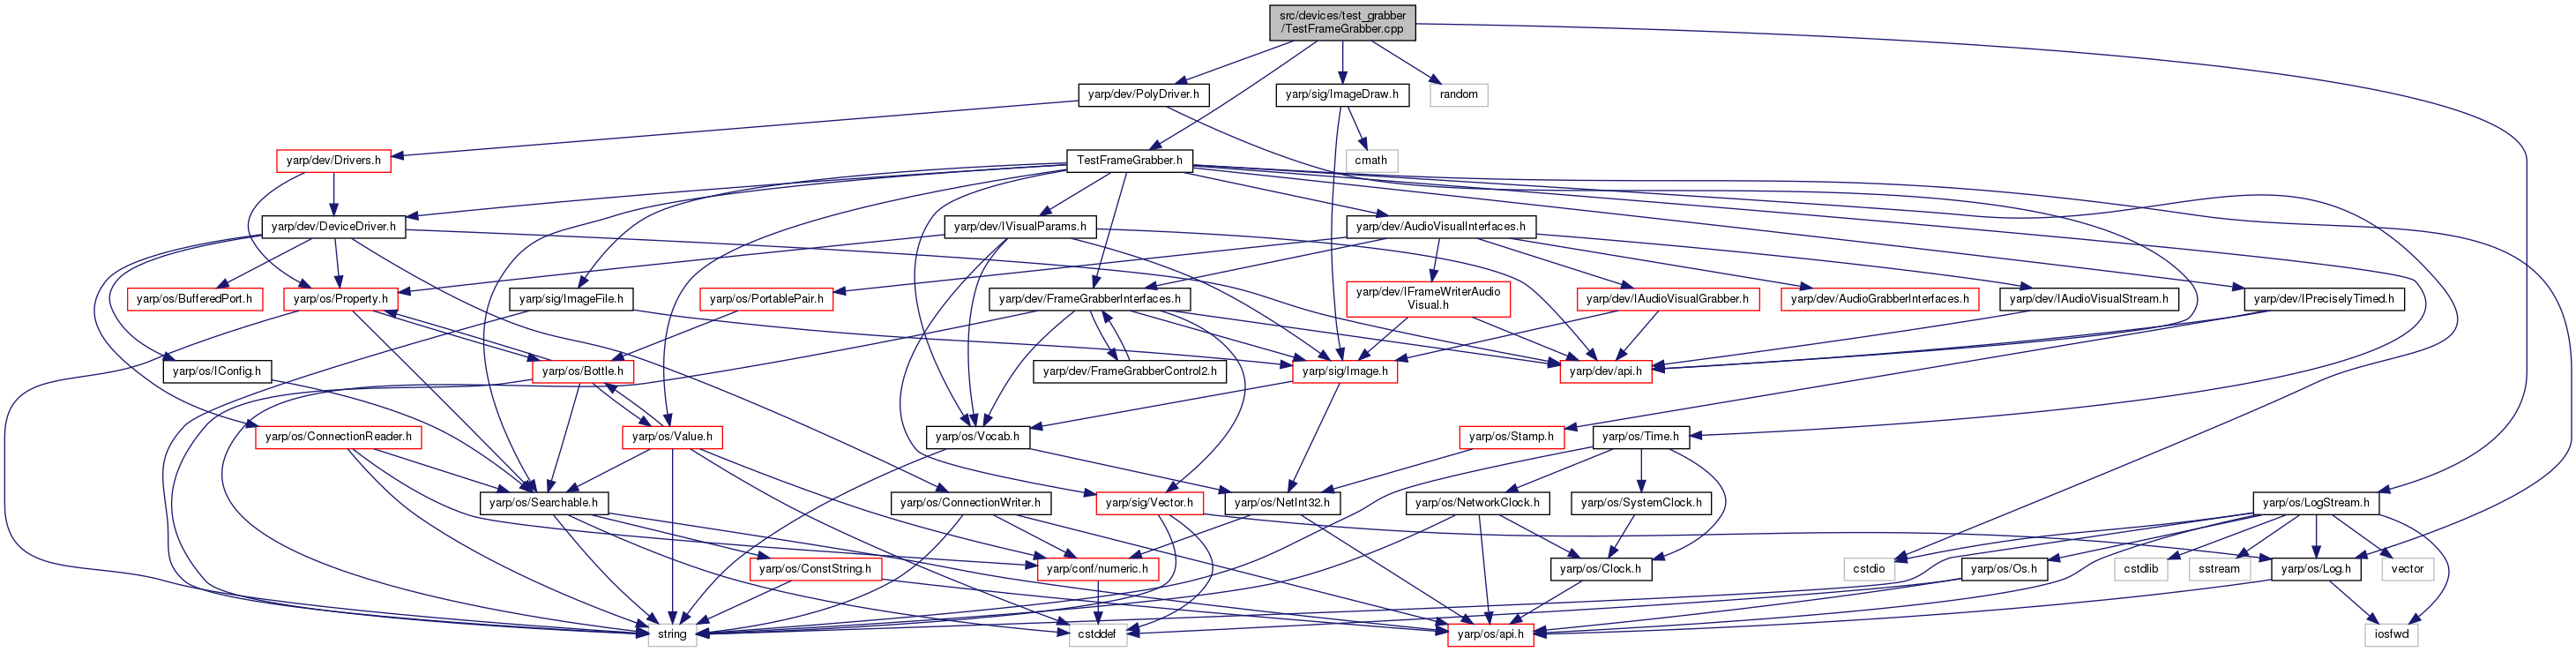 src/devices/test_grabber
/TestFrameGrabber.cpp
yarp/dev/PolyDriver.h
yarp/sig/ImageDraw.h
random
yarp/dev/Drivers.h
TestFrameGrabber.h
cmath
yarp/dev/DeviceDriver.h
yarp/dev/IVisualParams.h
yarp/dev/AudioVisualInterfaces.h
yarp/os/BufferedPort.h
yarp/os/Property.h
yarp/sig/ImageFile.h
yarp/os/PortablePair.h
yarp/dev/FrameGrabberInterfaces.h
yarp/dev/IFrameWriterAudio
Visual.h
yarp/dev/IAudioVisualGrabber.h
yarp/dev/AudioGrabberInterfaces.h
yarp/dev/IAudioVisualStream.h
yarp/dev/IPreciselyTimed.h
yarp/os/IConfig.h
yarp/os/Bottle.h
yarp/dev/FrameGrabberControl2.h
yarp/sig/Image.h
yarp/dev/api.h
yarp/os/ConnectionReader.h
yarp/os/Value.h
yarp/os/Vocab.h
yarp/os/Stamp.h
yarp/os/Time.h
yarp/os/Searchable.h
yarp/os/ConnectionWriter.h
yarp/sig/Vector.h
yarp/os/NetInt32.h
yarp/os/NetworkClock.h
yarp/os/SystemClock.h
yarp/os/LogStream.h
yarp/os/ConstString.h
yarp/conf/numeric.h
yarp/os/Clock.h
cstdio
yarp/os/Os.h
cstdlib
sstream
yarp/os/Log.h
vector
string
cstddef
yarp/os/api.h
iosfwd